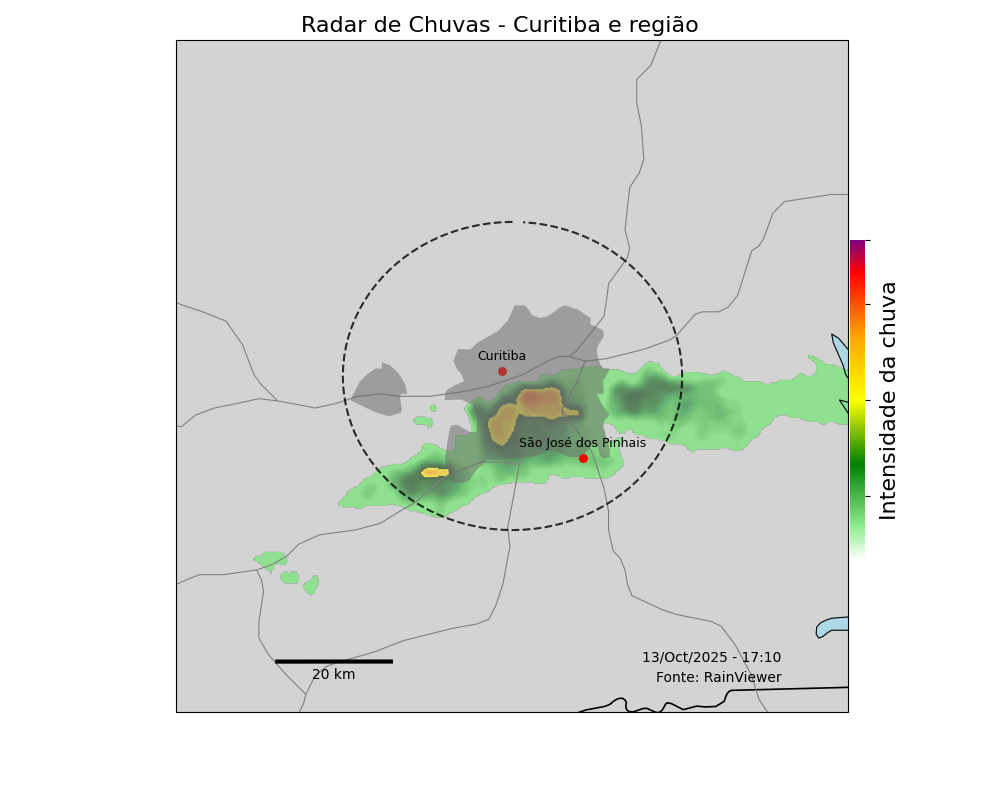 Radar de Chuvas - Curitiba e região
Curitiba
São José dos Pinhais
Intensidade da chuva
20 km
13/Oct/2025 - 17:10
Fonte: RainViewer